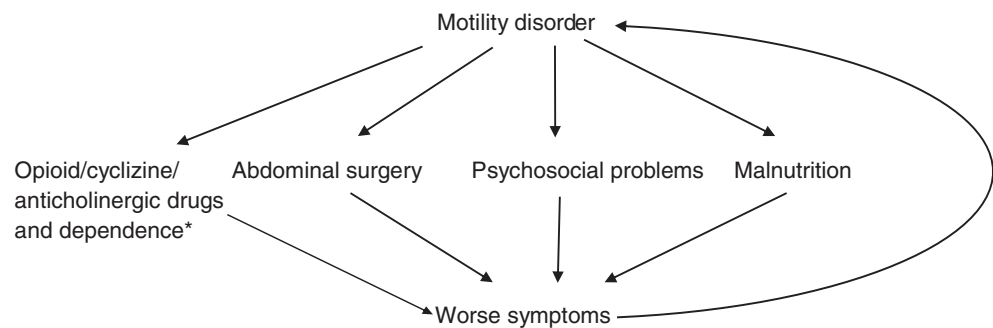 Motility disorder
Opioid/cyclizine/
anticholinergic drugs
and dependence*
Abdominal surgery
Psychosocial problems
Malnutrition
Worse symptoms